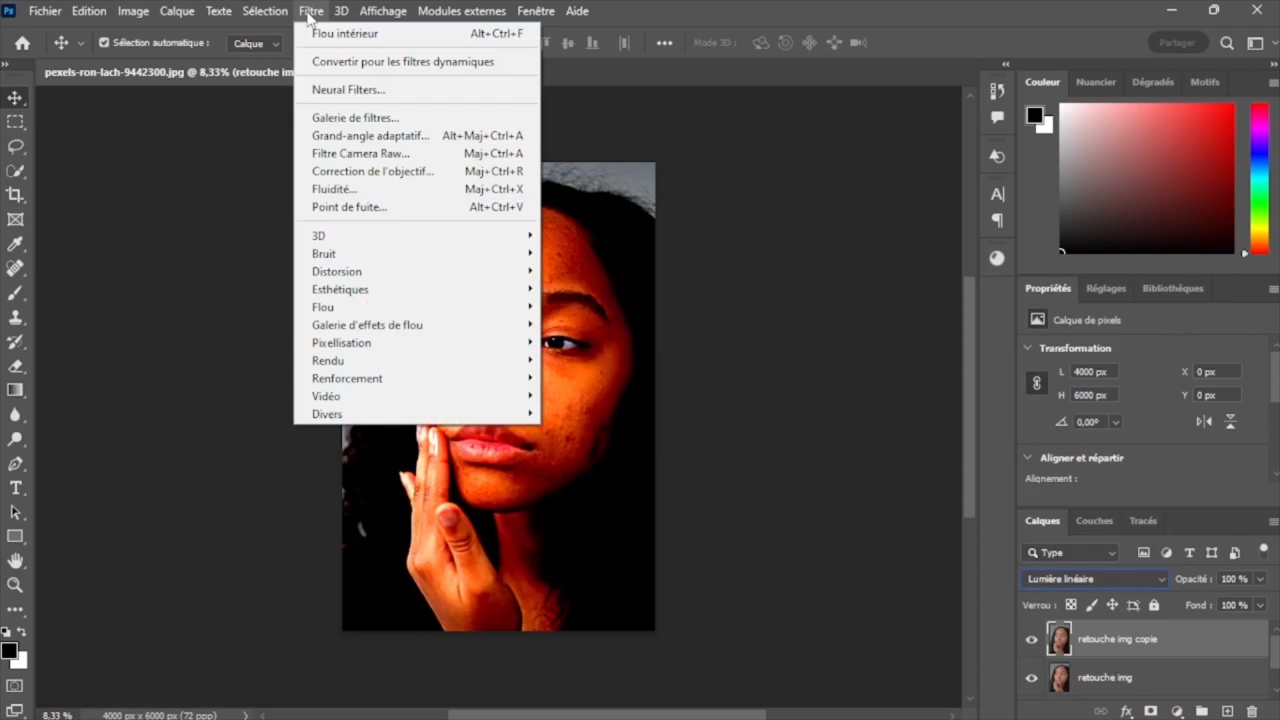 Ps Fichier Edition Image Calque Texte Sélection Filtre 3D Affichage Modules externes Fenêtre Aide
Sélection automatique : Calque Mode 3D : Partager
pexels-ron-lach-9442300.jpg @ 8,33% (retouche im
Flou intérieur Alt+Ctrl+F
Convertir pour les filtres dynamiques
Neural Filters...
Galerie de filtres...
Grand-angle adaptatif... Alt+Maj+Ctrl+A
Filtre Camera Raw... Maj+Ctrl+A
Correction de l'objectif... Maj+Ctrl+R
Fluidité... Maj+Ctrl+X
Point de fuite... Alt+Ctrl+V
3D
Bruit
Distorsion
Esthétiques
Flou
Galerie d'effets de flou
Pixellisation
Rendu
Renforcement
Vidéo
Divers
Couleur Nuancier Dégradés Motifs
Propriétés Réglages Bibliothèques
Calque de pixels
Transformation
L 4000 px X 0 px
H 6000 px Y 0 px
0,00°
Aligner et répartir
Alignement :
Calques Couches Tracés
Type
Lumière linéaire Opacité : 100 %
Verrou : Fond : 100 %
retouche img copie
retouche img
fx
8,33 % 4000 px x 6000 px (72 ppp)